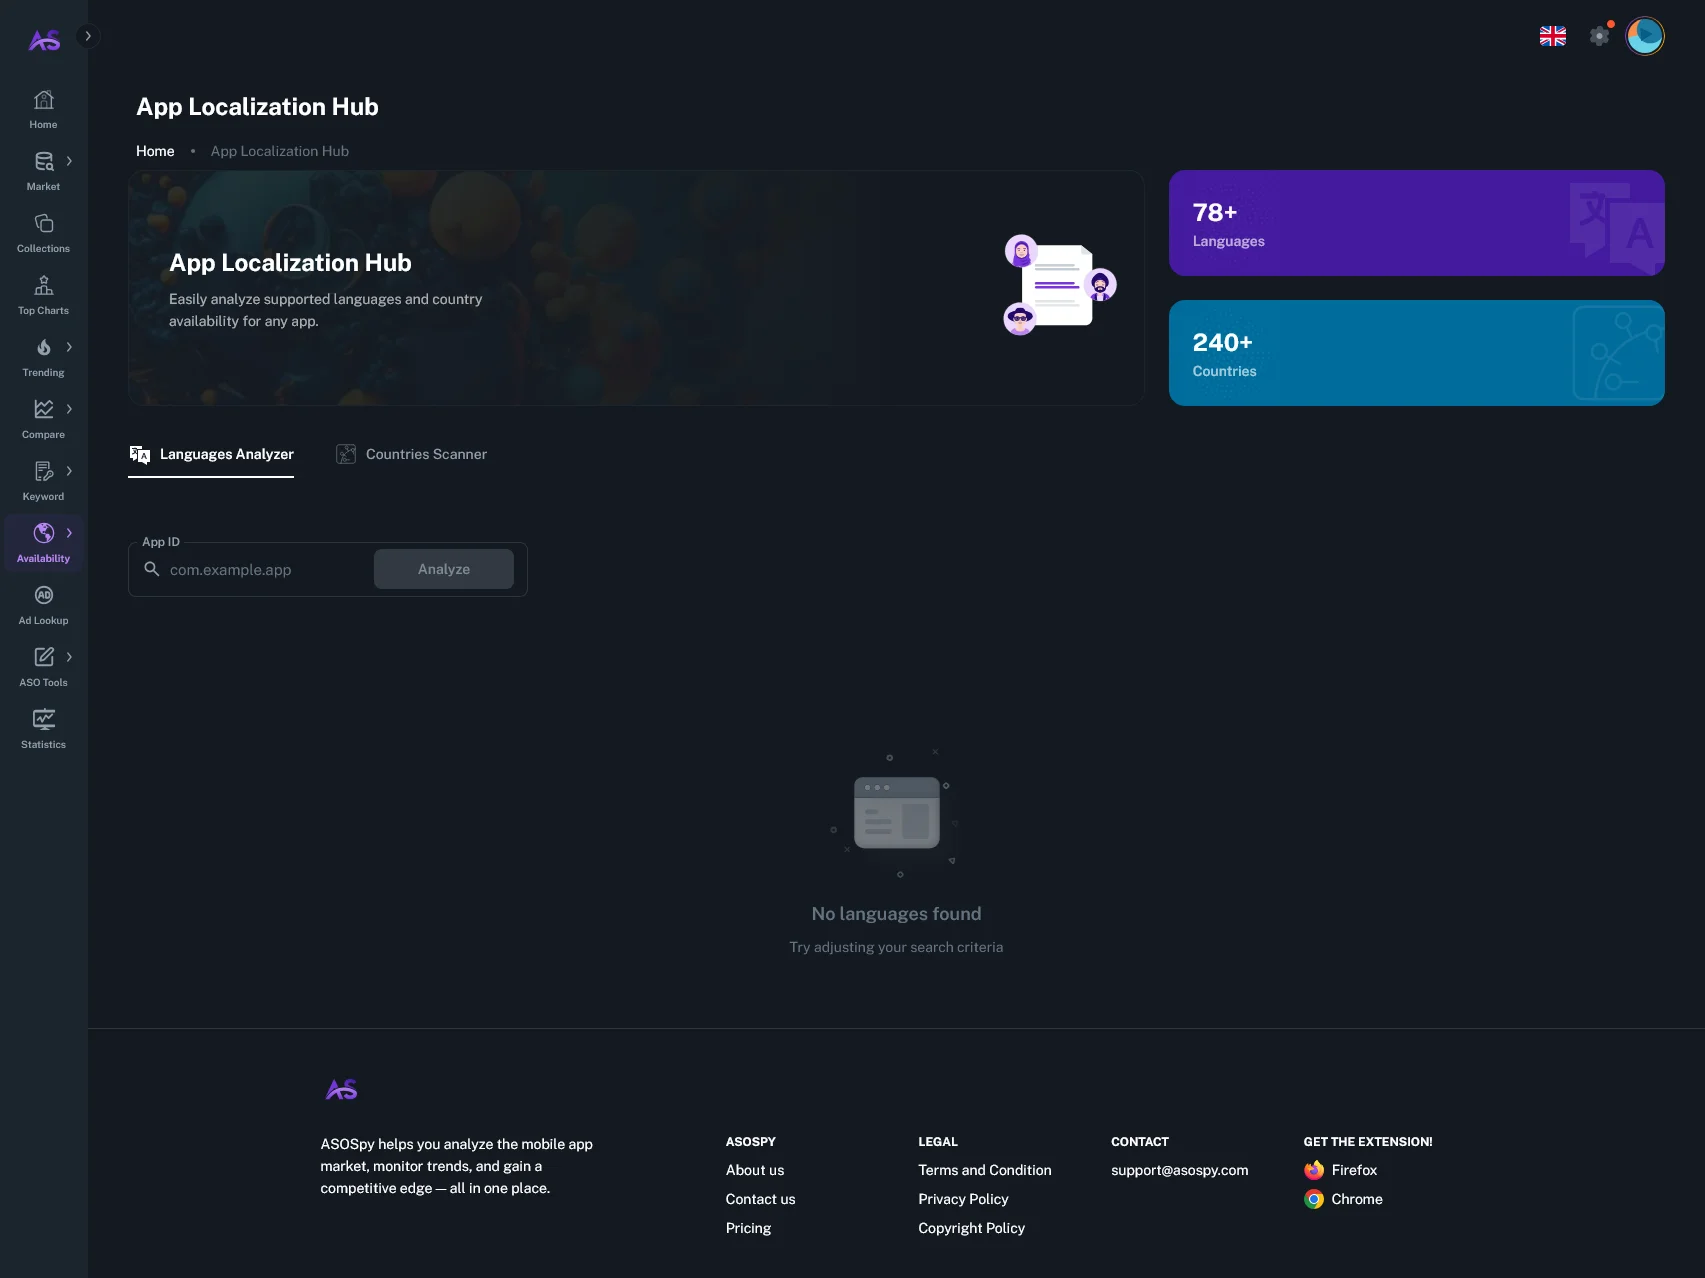 AS
Home
Market
Collections
Top Charts
Trending
Compare
Keyword
Availability
AD
Ad Lookup
ASO Tools
Statistics
App Localization Hub
Home • App Localization Hub
App Localization Hub
Easily analyze supported languages and country
availability for any app.
78+
Languages
240+
Countries
Languages Analyzer
Countries Scanner
App ID
com.example.app
Analyze
No languages found
Try adjusting your search criteria
AS
ASOSpy helps you analyze the mobile app
market, monitor trends, and gain a
competitive edge — all in one place.
ASOSPY
About us
Contact us
Pricing
LEGAL
Terms and Condition
Privacy Policy
Copyright Policy
CONTACT
support@asospy.com
GET THE EXTENSION!
Firefox
Chrome